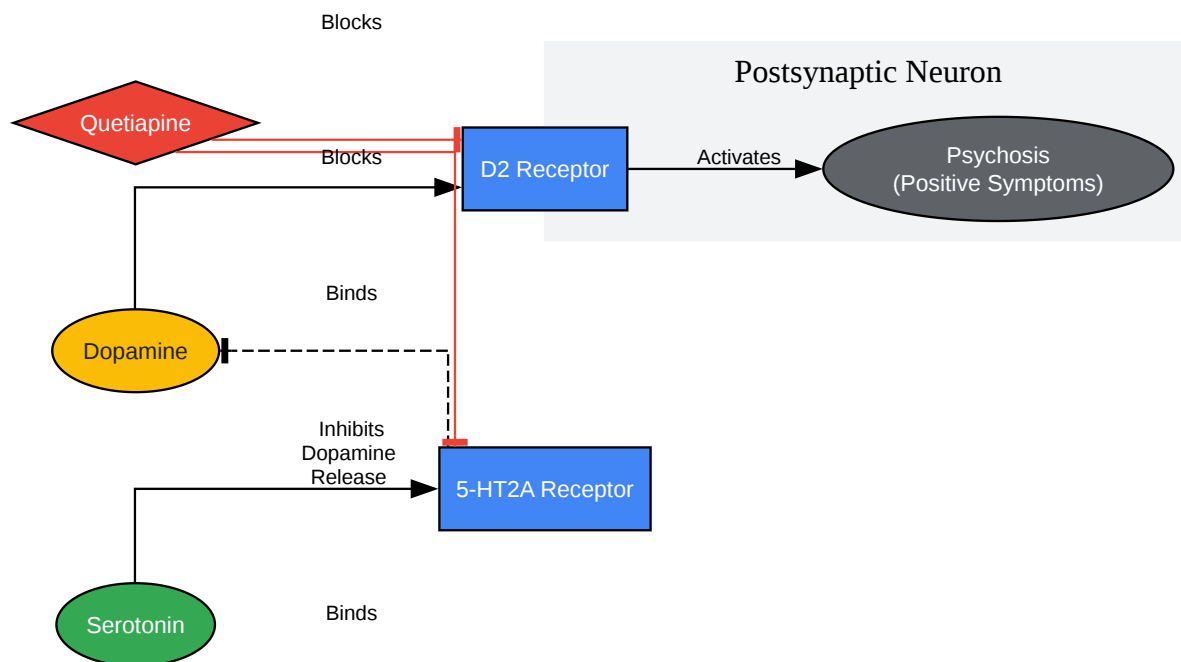 Blocks
Postsynaptic Neuron
Quetiapine
Blocks
D2 Receptor
Activates
Psychosis
(Positive Symptoms)
Binds
Dopamine
Inhibits
Dopamine
Release
5-HT2A Receptor
Binds
Serotonin